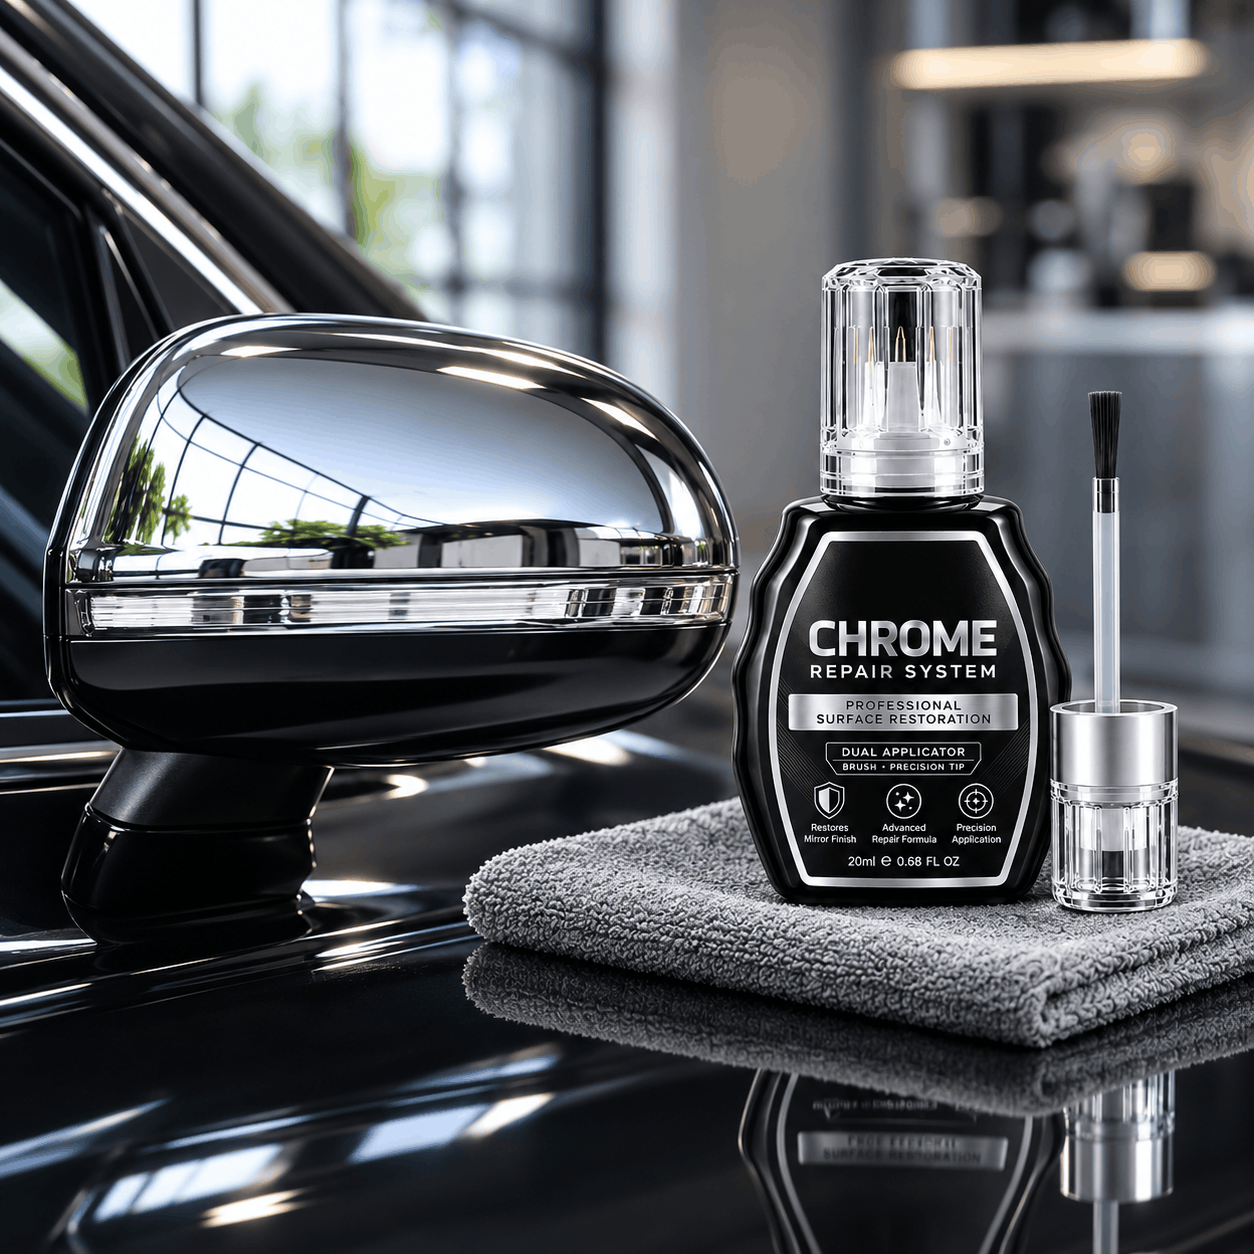 CHROME
REPAIR SYSTEM
PROFESSIONAL
SURFACE RESTORATION
DUAL APPLICATOR
BRUSH • PRECISION TIP
Restores
Mirror Finish
Advanced
Repair Formula
Precision
Application
20ml ℮ 0.68 FL OZ